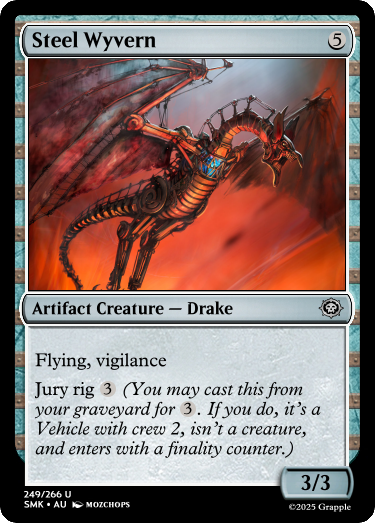 Steel Wyvern 5
Artifact Creature — Drake
Flying, vigilance
Jury rig 3 (You may cast this from
your graveyard for 3. If you do, it's a
Vehicle with crew 2, isn't a creature,
and enters with a finality counter.)
3/3
249/266 U
SMK • AU MOZCHOPS
©2025 Grapple